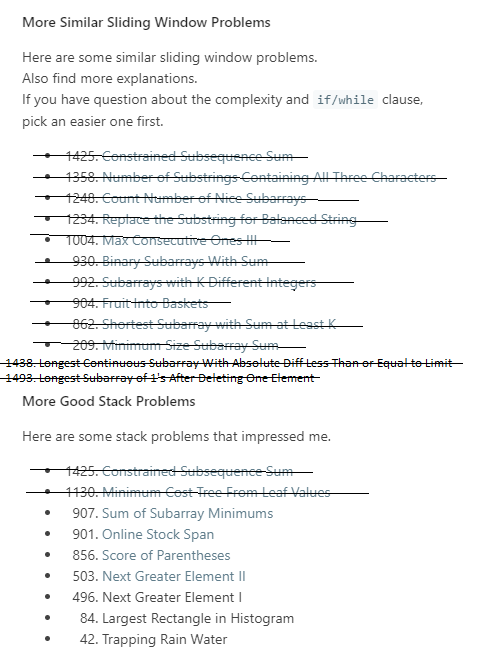 More Similar Sliding Window Problems
Here are some similar sliding window problems.
Also find more explanations.
If you have question about the complexity and if/while clause,
pick an easier one first.
1425. Constrained Subsequence Sum
1358. Number of Substrings Containing All Three Characters
1248. Count Number of Nice Subarrays
1234. Replace the Substring for Balanced String
1004. Max Consecutive Ones III
930. Binary Subarrays With Sum
992. Subarrays with K Different Integers
904. Fruit Into Baskets
862. Shortest Subarray with Sum at Least K
209. Minimum Size Subarray Sum
1438. Longest Continuous Subarray With Absolute Diff Less Than or Equal to Limit
1493. Longest Subarray of 1's After Deleting One Element
More Good Stack Problems
Here are some stack problems that impressed me.
1425. Constrained Subsequence Sum
1130. Minimum Cost Tree From Leaf Values
907. Sum of Subarray Minimums
901. Online Stock Span
856. Score of Parentheses
503. Next Greater Element II
496. Next Greater Element I
84. Largest Rectangle in Histogram
42. Trapping Rain Water